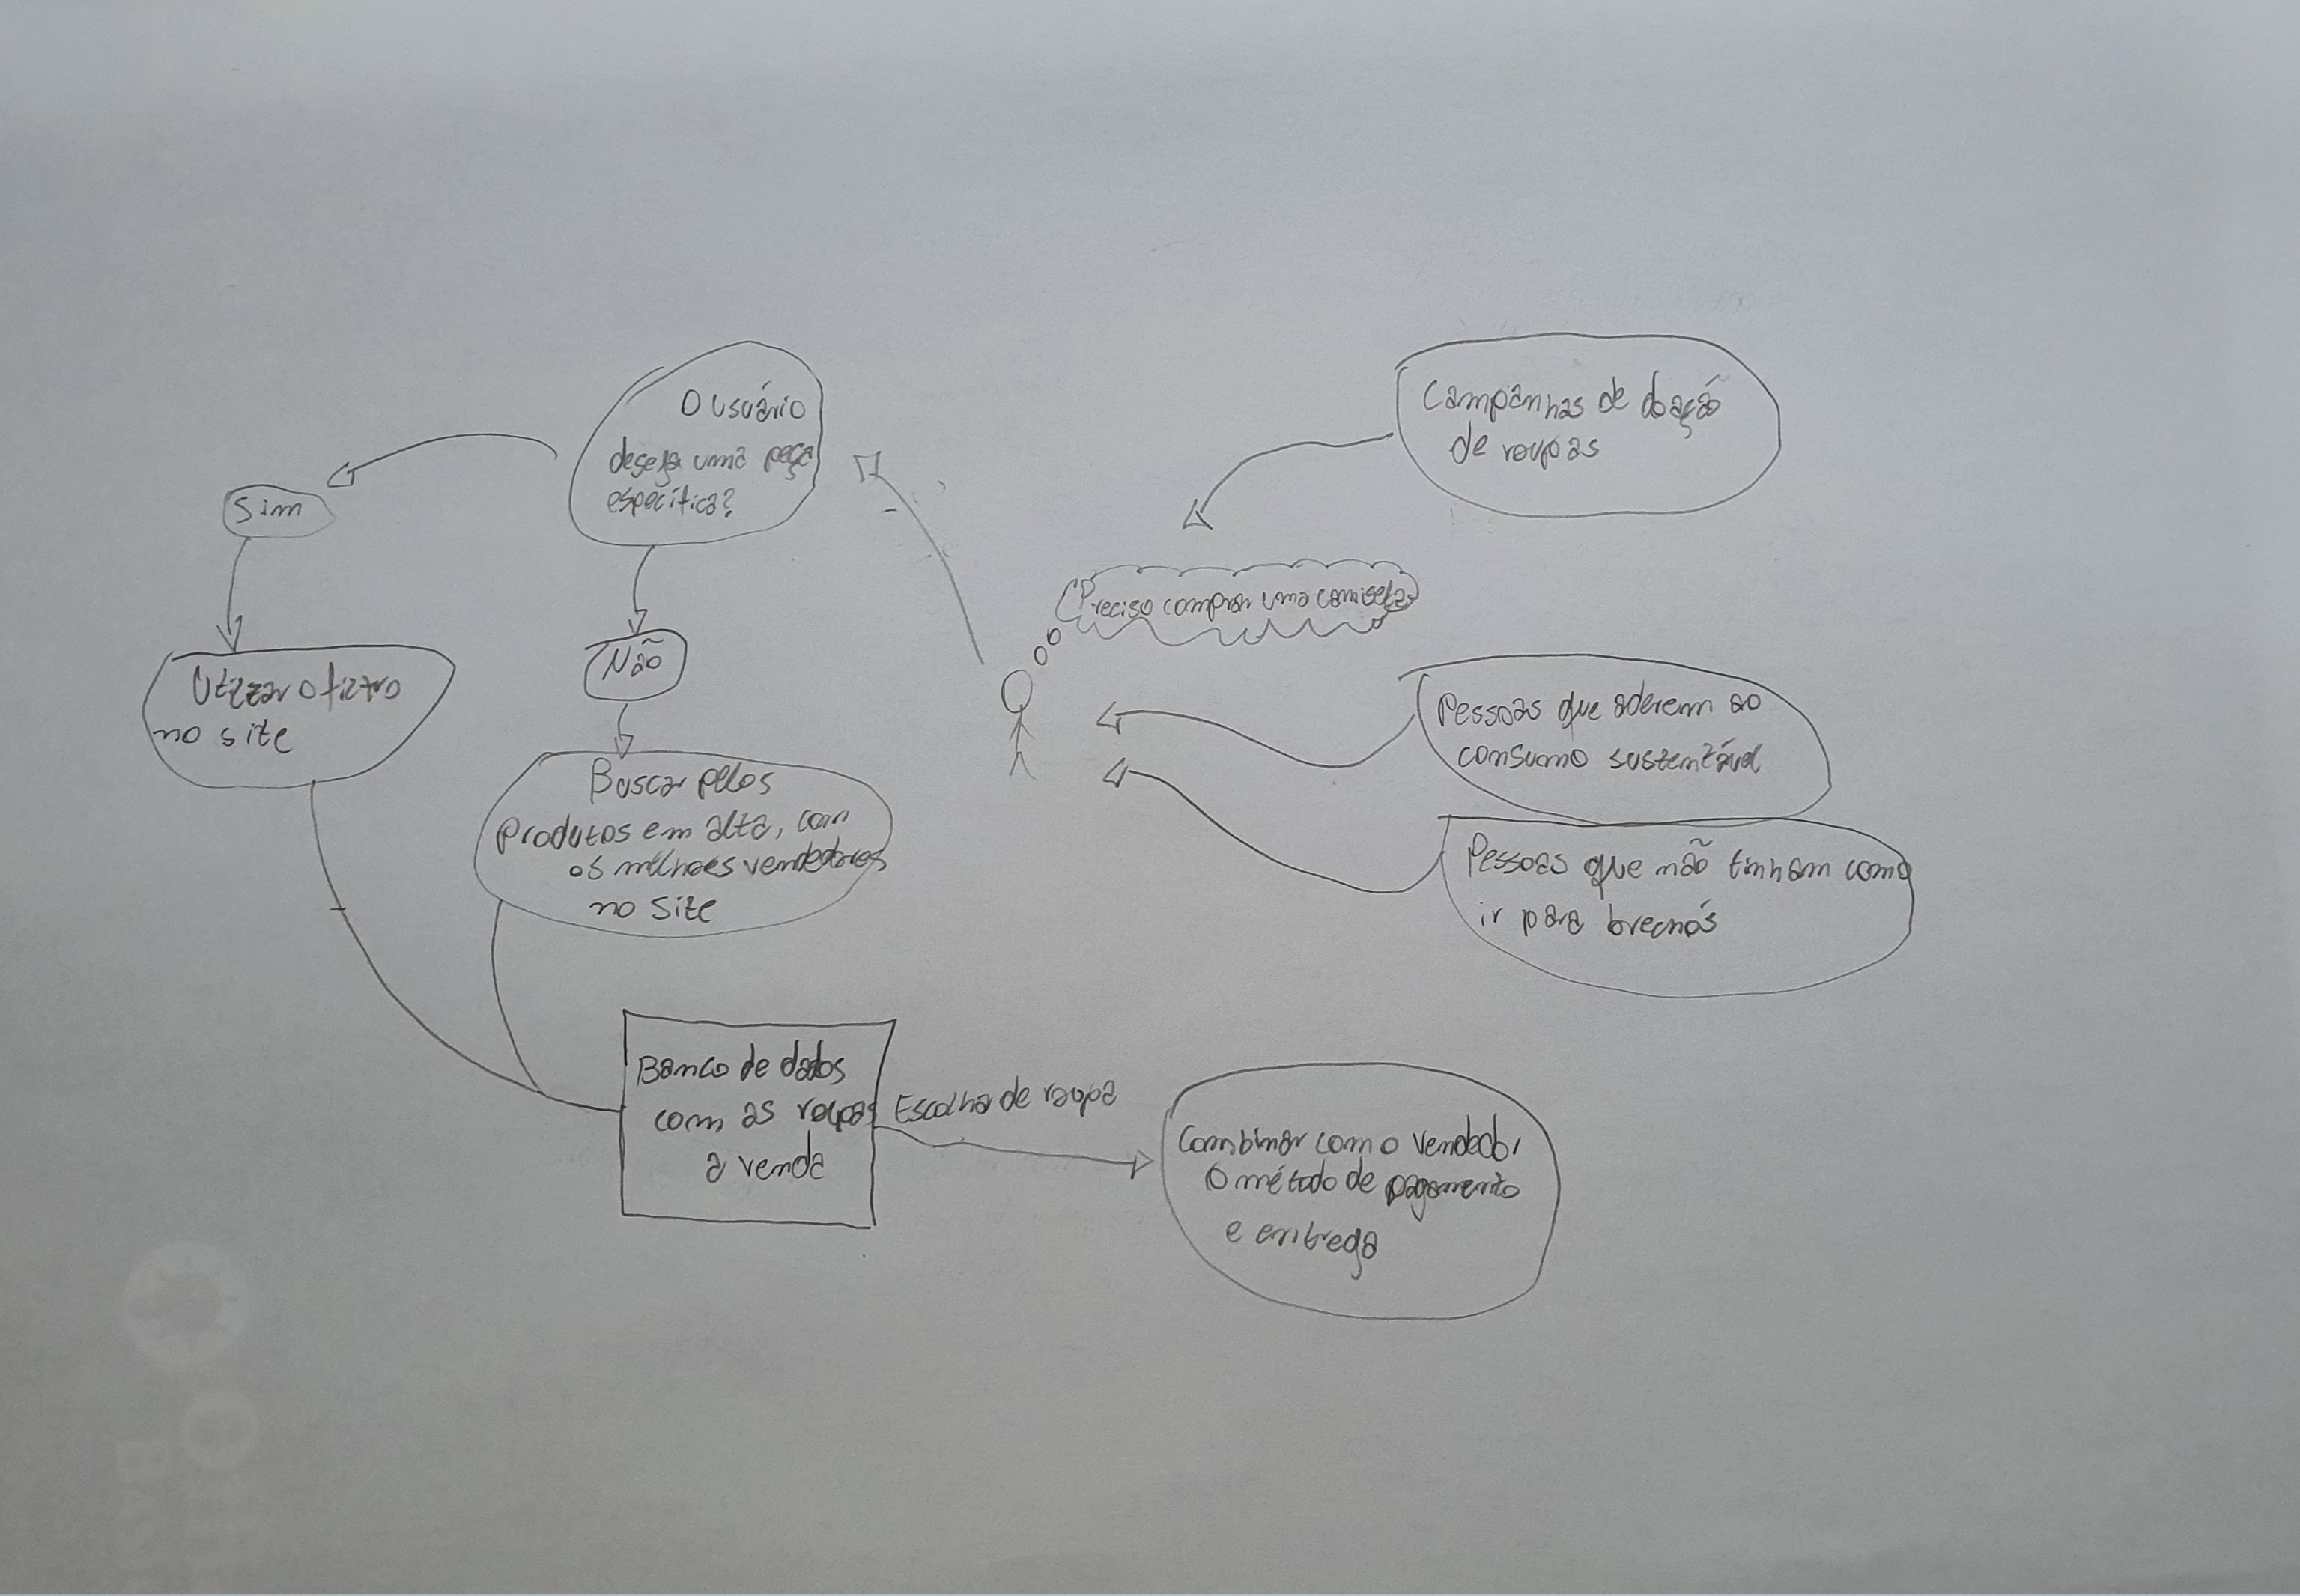 O usuário
deseja uma peça
específica?
Sim
Utilizar o filtro
no site
Não
Buscar pelos
Produtos em alta, com
os melhores vendedores
no site
Preciso comprar uma camiseta
Campanhas de doação
de roupas
Pessoas que aderem ao
consumo sustentável
Pessoas que não tinham como
ir para brechós
Banco de dados
com as roupas
a venda
Escolha de roupa
Combinar com o vendedor
O método de pagamento
e entrega